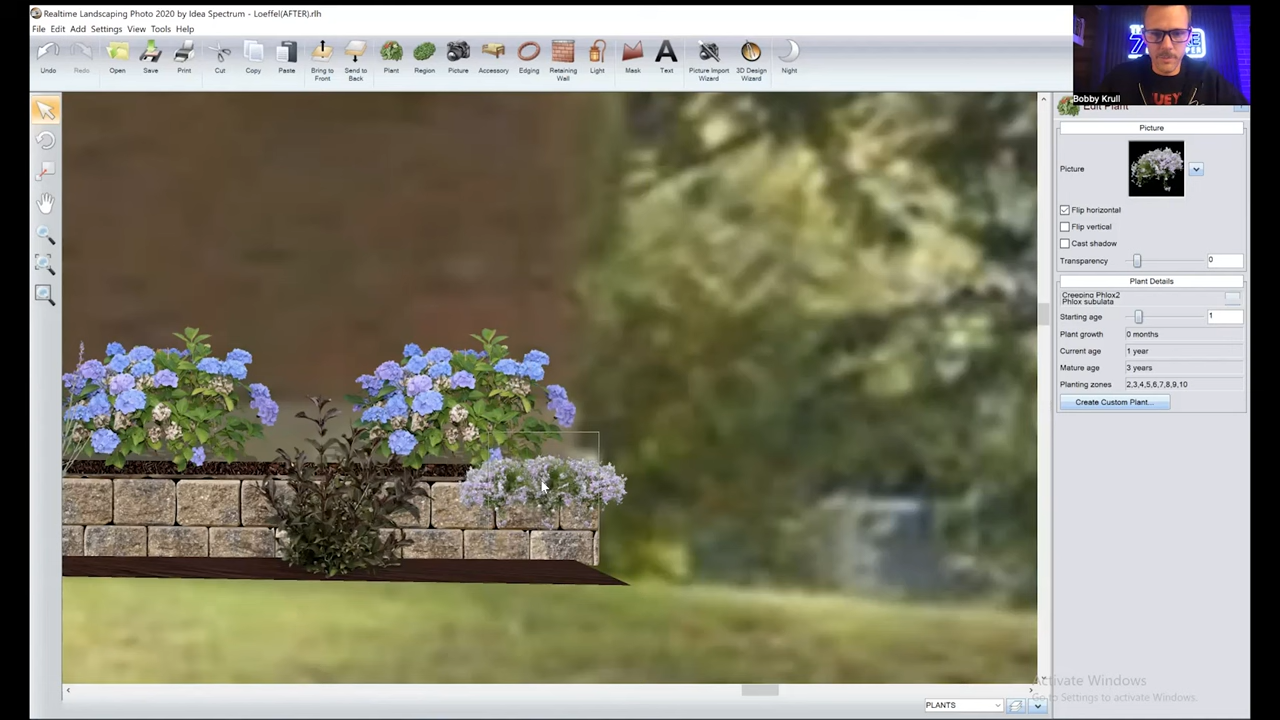 Realtime Landscaping Photo 2020 by Idea Spectrum - Loeffel(AFTER).rlh
File Edit Add Settings View Tools Help
Undo Redo Open Save Print Cut Copy Paste Bring to Front Send to Back Plant Region Picture Accessory Edging Retaining Wall Light Mask Text Picture Import Wizard 3D Design Wizard Night
Bobby Krull
Edit Plant
Picture
Picture
Flip horizontal
Flip vertical
Cast shadow
Transparency 0
Plant Details
Creeping Phlox2
Phlox subulata
Starting age 1
Plant growth 0 months
Current age 1 year
Mature age 3 years
Planting zones 2,3,4,5,6,7,8,9,10
Create Custom Plant...
Activate Windows
Go to Settings to activate Windows.
PLANTS